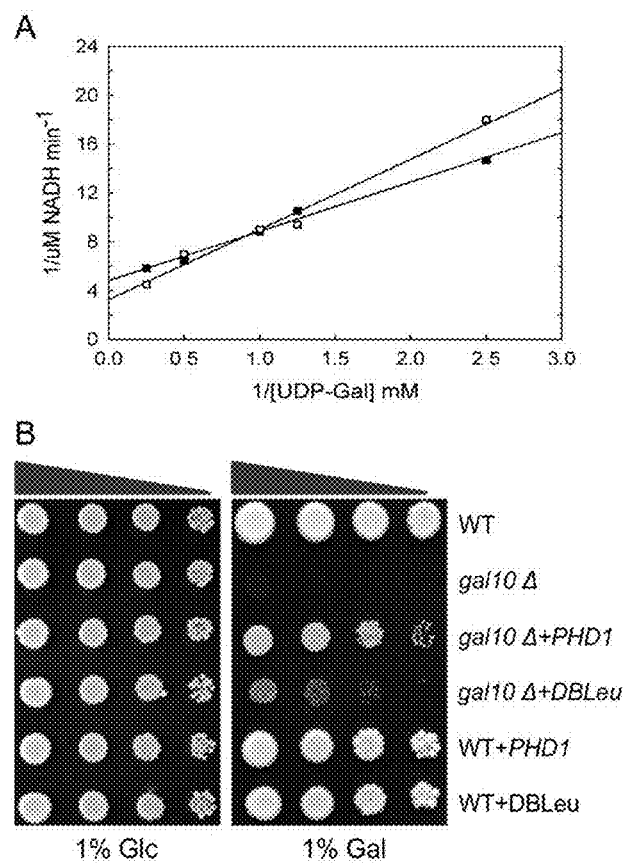 A
24
20
16
12
8
4
0
1/uM NADH min-1
0.0 0.5 1.0 1.5 2.0 2.5 3.0
1/[UDP-Gal] mM
B
WT
gal10 Δ
gal10 Δ+PHD1
gal10 Δ+DBLeu
WT+PHD1
WT+DBLeu
1% Glc 1% Gal